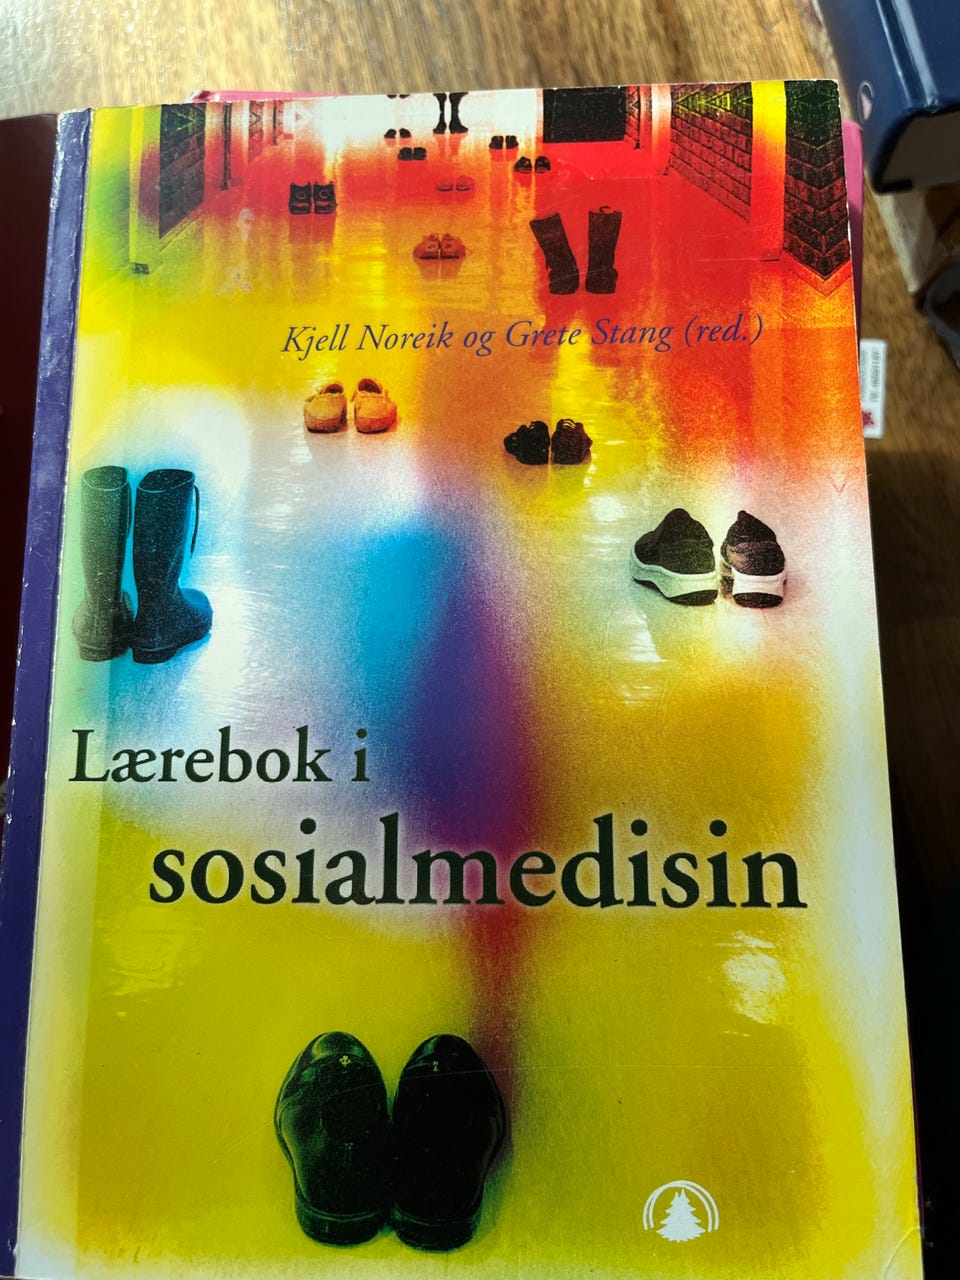 Kjell Noreik og Grete Stang (red.)
Lærebok i
sosialmedisin